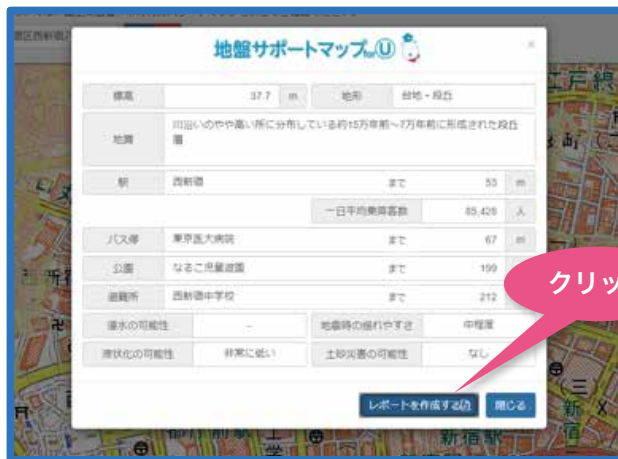 地盤サポートマップ for U
×
標高 37.7 m 地形 台地・段丘
地質 川沿いのやや高い所に分布している約15万年前〜7万年前に形成された段丘層
駅 西新宿 まで 53 m
一日平均乗降客数 85,428 人
バス停 東京医大病院 まで 67 m
公園 なるこ児童遊園 まで 199
避難所 西新宿中学校 まで 212
浸水の可能性 - 地震時の揺れやすさ 中程度
液状化の可能性 非常に低い 土砂災害の可能性 なし
クリッ
レポートを作成する 閉じる
江戸線
新宿駅
新宿